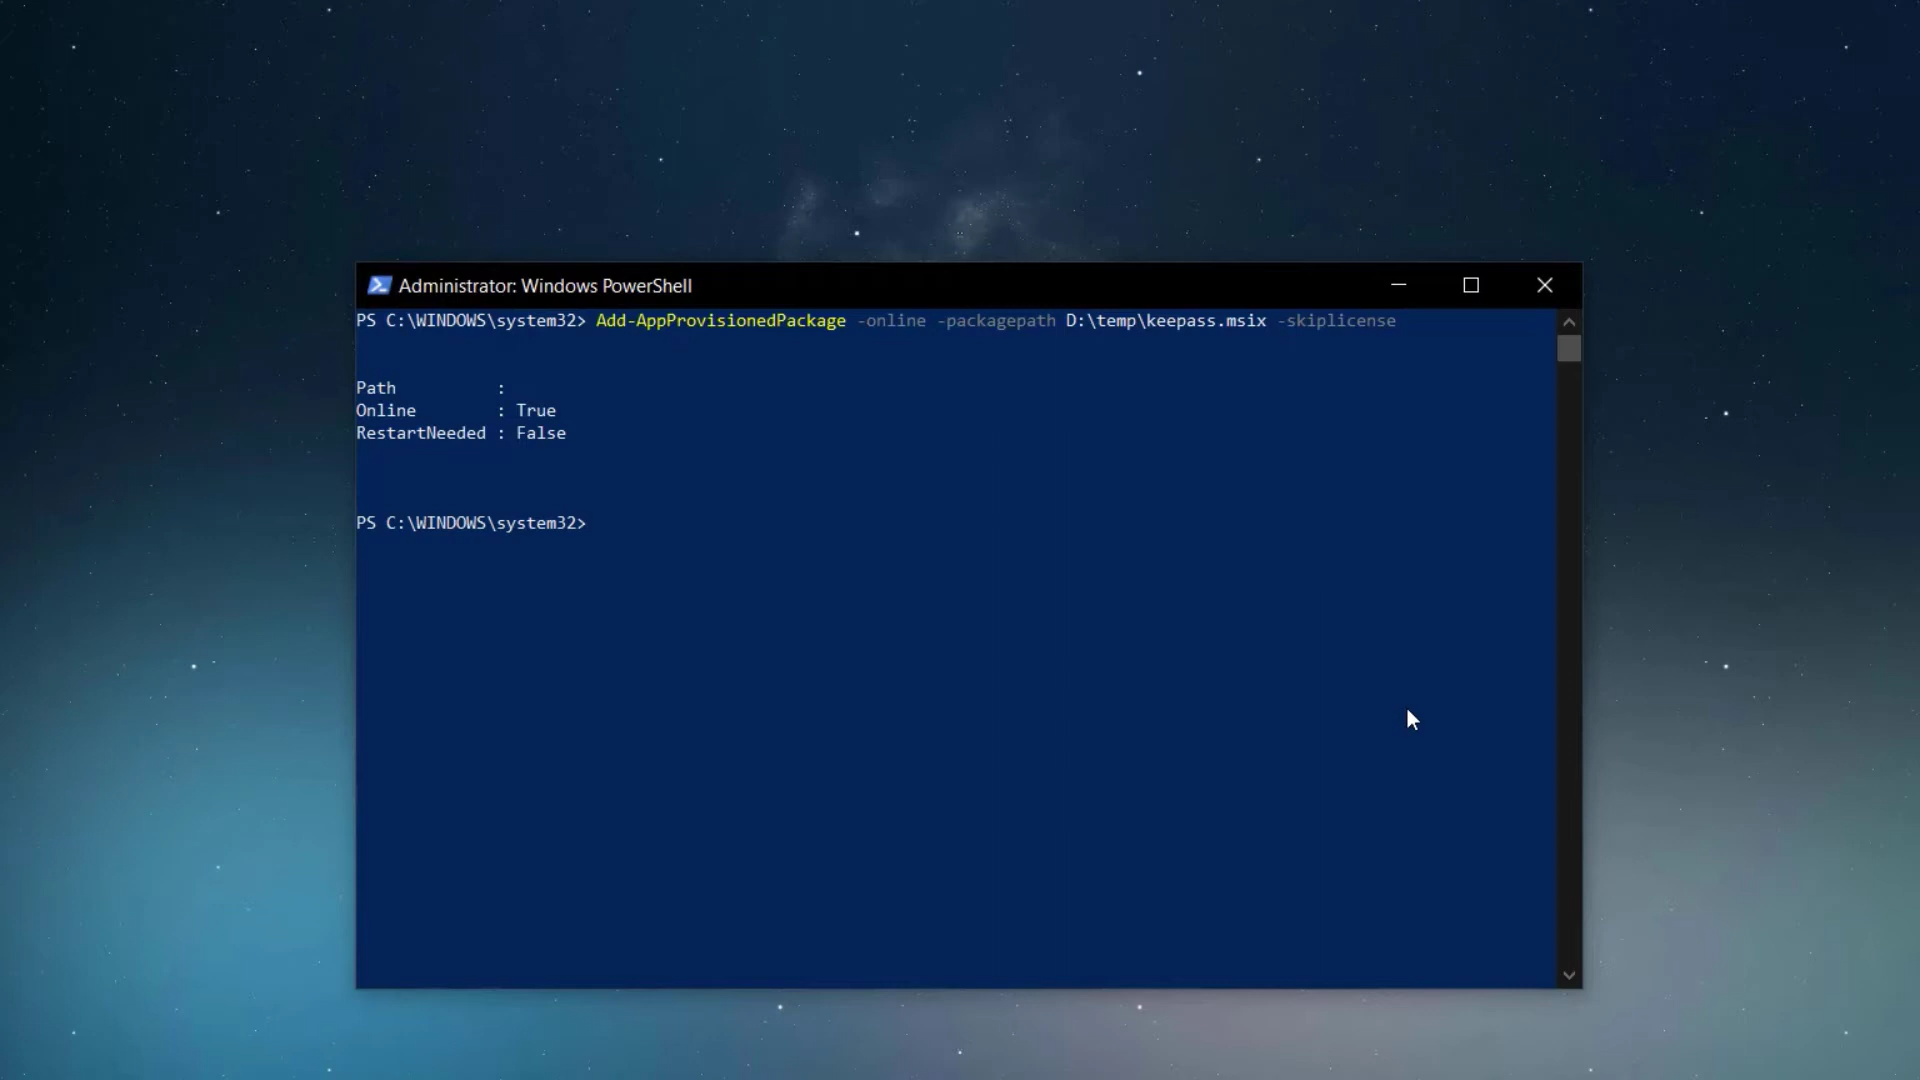 Administrator: Windows PowerShell
PS C:\WINDOWS\system32> Add-AppProvisionedPackage -online -packagepath D:\temp\keepass.msix -skiplicense
Path          :
Online        : True
RestartNeeded : False
PS C:\WINDOWS\system32>